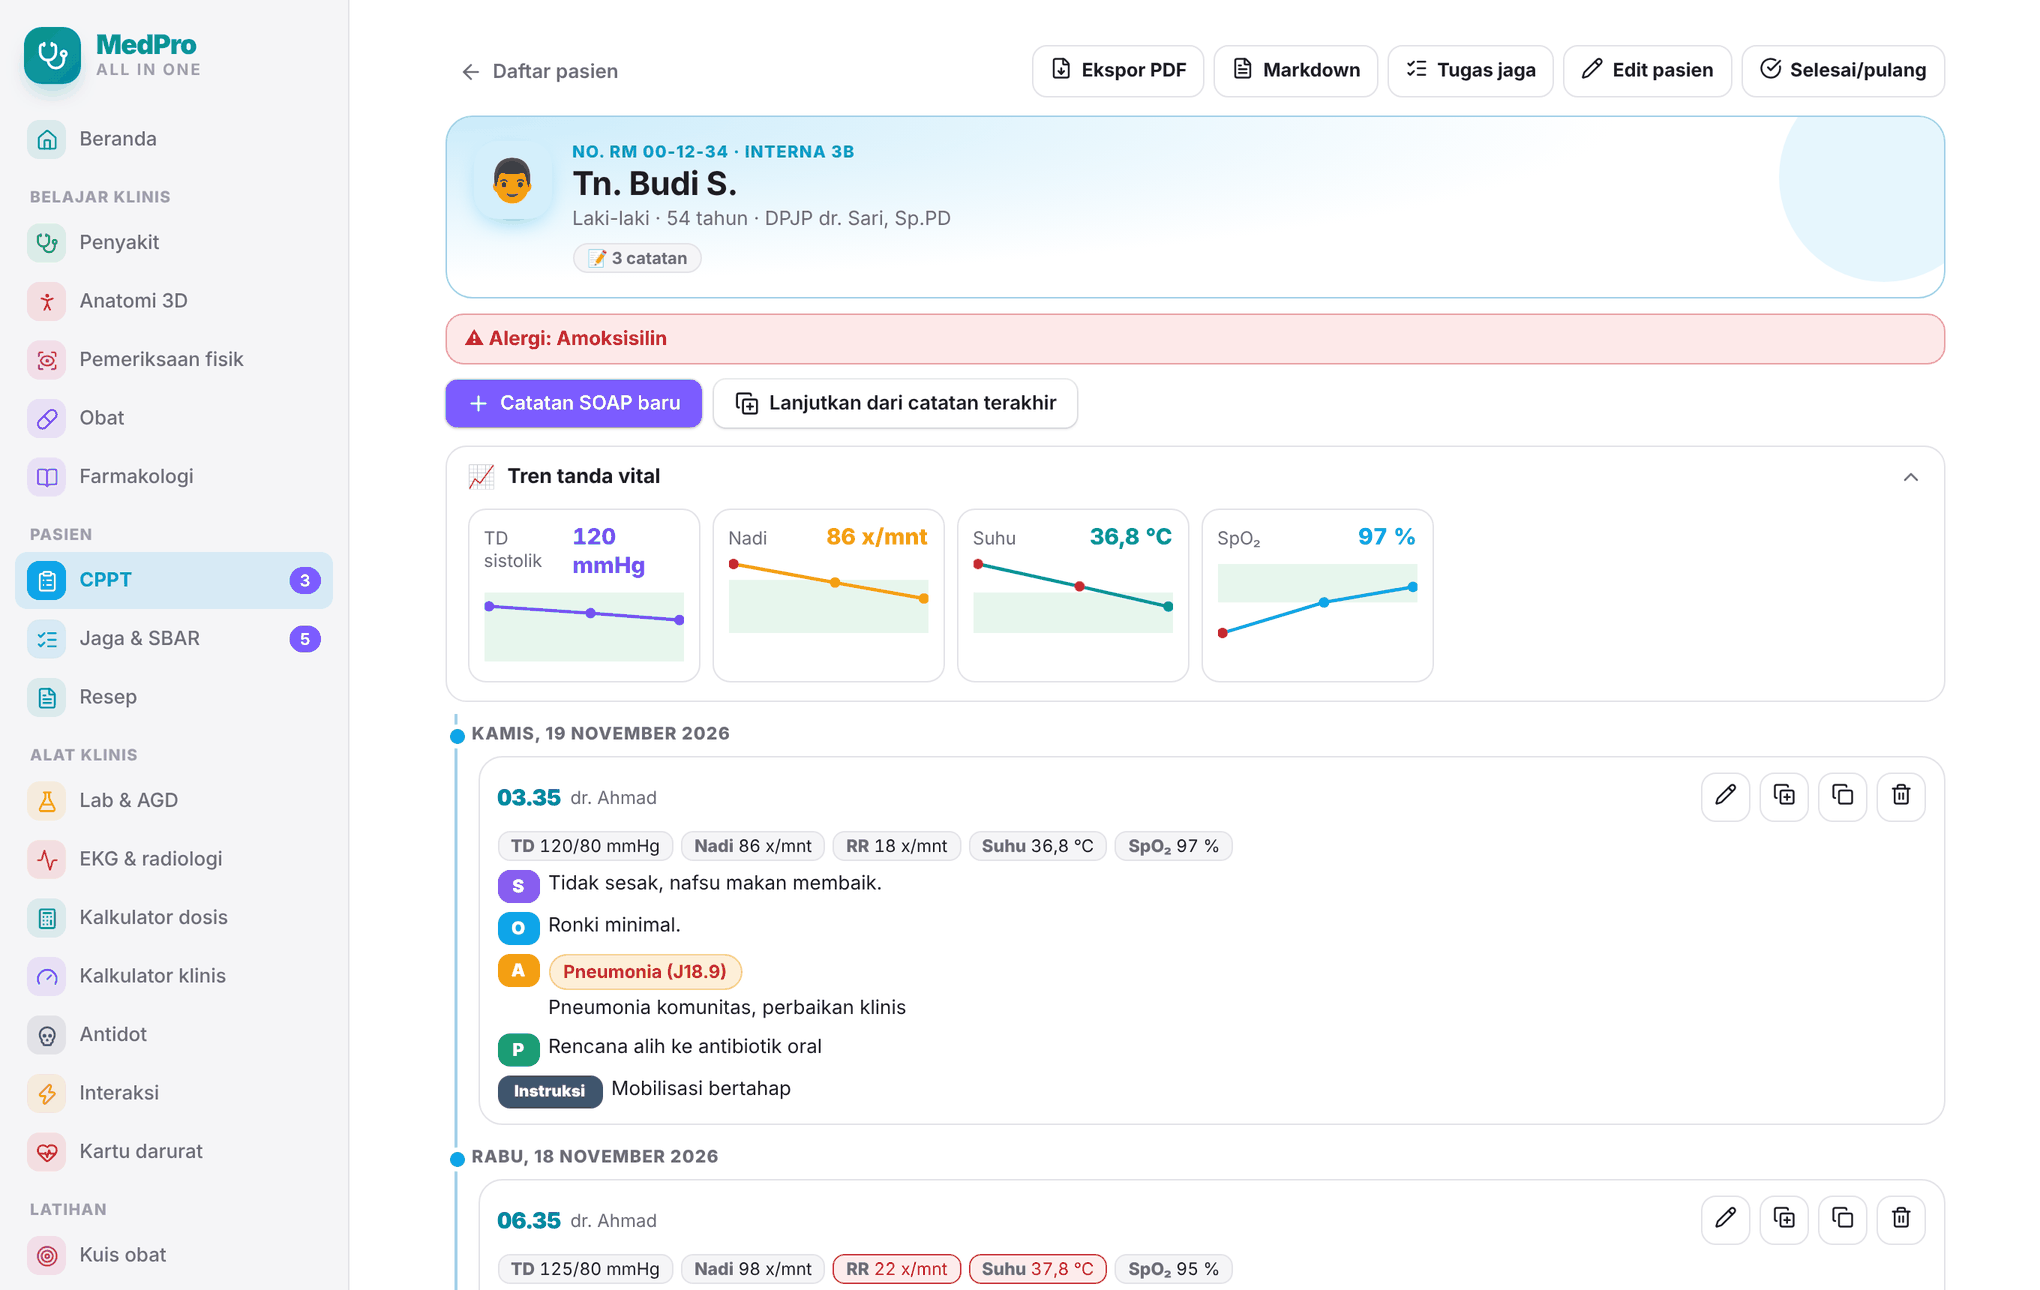 MedPro
ALL IN ONE
Beranda
BELAJAR KLINIS
Penyakit
Anatomi 3D
Pemeriksaan fisik
Obat
Farmakologi
PASIEN
CPPT 3
Jaga & SBAR 5
Resep
ALAT KLINIS
Lab & AGD
EKG & radiologi
Kalkulator dosis
Kalkulator klinis
Antidot
Interaksi
Kartu darurat
LATIHAN
Kuis obat
Daftar pasien
Ekspor PDF
Markdown
Tugas jaga
Edit pasien
Selesai/pulang
NO. RM 00-12-34 · INTERNA 3B
Tn. Budi S.
Laki-laki · 54 tahun · DPJP dr. Sari, Sp.PD
3 catatan
Alergi: Amoksisilin
Catatan SOAP baru
Lanjutkan dari catatan terakhir
Tren tanda vital
TD sistolik
120 mmHg
Nadi 86 x/mnt
Suhu 36,8 °C
SpO₂ 97 %
KAMIS, 19 NOVEMBER 2026
03.35 dr. Ahmad
TD 120/80 mmHg Nadi 86 x/mnt RR 18 x/mnt Suhu 36,8 °C SpO₂ 97 %
S Tidak sesak, nafsu makan membaik.
O Ronki minimal.
A Pneumonia (J18.9)
Pneumonia komunitas, perbaikan klinis
P Rencana alih ke antibiotik oral
Instruksi Mobilisasi bertahap
RABU, 18 NOVEMBER 2026
06.35 dr. Ahmad
TD 125/80 mmHg Nadi 98 x/mnt RR 22 x/mnt Suhu 37,8 °C SpO₂ 95 %